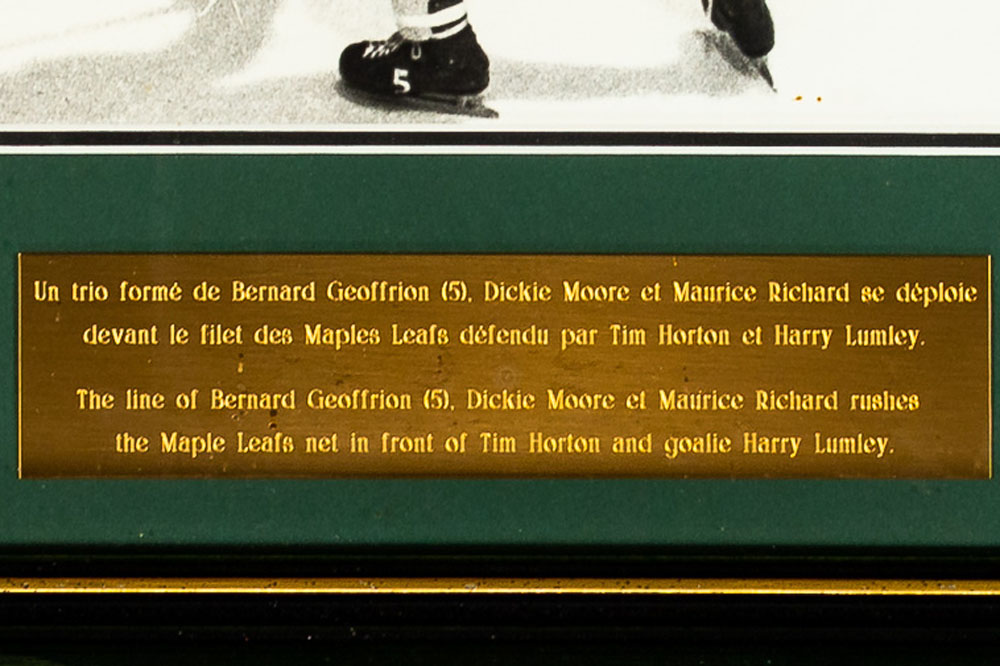 5
Un trio formé de Bernard Geoffrion (5), Dickie Moore et Maurice Richard se déploie
devant le filet des Maples Leafs défendu par Tim Horton et Harry Lumley.
The line of Bernard Geoffrion (5), Dickie Moore et Maurice Richard rushes
the Maple Leafs net in front of Tim Horton and goalie Harry Lumley.